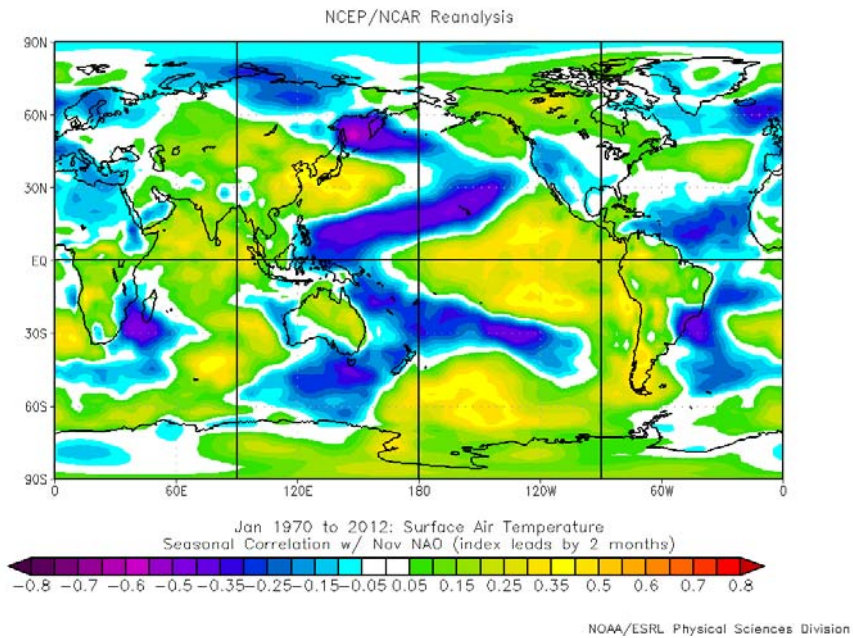 NCEP/NCAR Reanalysis
90N
60N
30N
EQ
30S
60S
90S
0 60E 120E 180 120W 60W 0
Jan 1970 to 2012: Surface Air Temperature
Seasonal Correlation w/ Nov NAO (index leads by 2 months)
-0.8 -0.7 -0.6 -0.5 -0.35 -0.25 -0.15 -0.05 0.05 0.15 0.25 0.35 0.5 0.6 0.7 0.8
NOAA/ESRL Physical Sciences Division